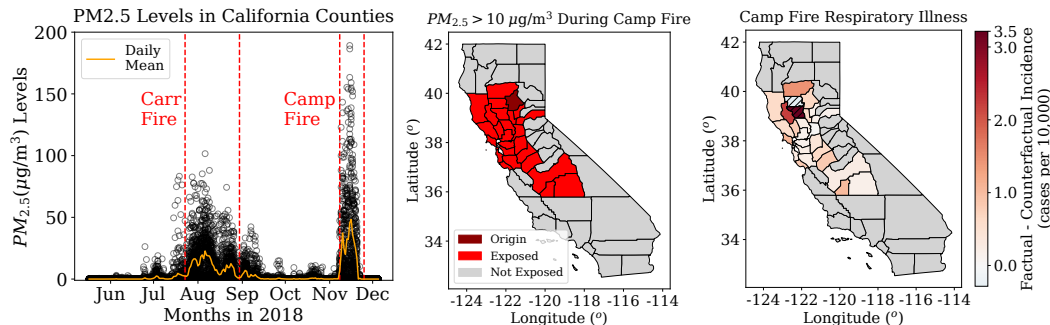 PM2.5 Levels in California Counties
200
150
100
50
0
PM2.5(μg/m³) Levels
Daily
Mean
Carr
Fire
Camp
Fire
Jun Jul Aug Sep Oct Nov Dec
Months in 2018
PM2.5 > 10 μg/m³ During Camp Fire
42
40
38
36
34
Latitude (o)
Origin
Exposed
Not Exposed
-124 -122 -120 -118 -116 -114
Longitude (o)
Camp Fire Respiratory Illness
42
40
38
36
34
Latitude (o)
-124 -122 -120 -118 -116 -114
Longitude (o)
3.5
3.0
2.0
1.0
0.0
Factual - Counterfactual Incidence
(cases per 10,000)